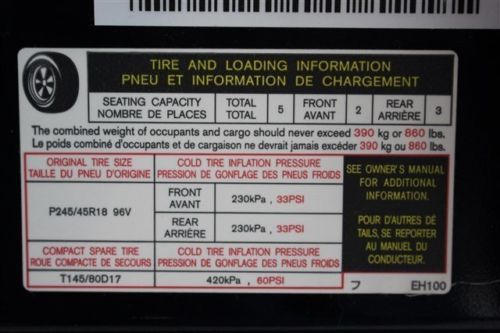 TIRE AND LOADING INFORMATION
PNEU ET INFORMATION DE CHARGEMENT
SEATING CAPACITY
NOMBRE DE PLACES
TOTAL
TOTAL
5
FRONT
AVANT
2
REAR
ARRIÈRE
3
The combined weight of occupants and cargo should never exceed 390 kg or 860 lbs.
Le poids combiné d'occupants et de cargaison ne devrait jamais excéder 390 kg ou 860 lbs.
ORIGINAL TIRE SIZE
TAILLE DU PNEU D'ORIGINE
COLD TIRE INFLATION PRESSURE
PRESSION DE GONFLAGE DES PNEUS FROIDS
P245/45R18 96V
FRONT
AVANT
230kPa , 33PSI
REAR
ARRIÈRE
230kPa , 33PSI
COMPACT SPARE TIRE
ROUE COMPACTE DE SECOURS
COLD TIRE INFLATION PRESSURE
PRESSION DE GONFLAGE DES PNEUS FROIDS
T145/80D17
420kPa , 60PSI
SEE OWNER'S MANUAL
FOR ADDITIONAL
INFORMATION.
POUR D'AUTRES DÉ
TAILS, SE REPORTER
AU MANUEL DU
CONDUCTEUR.
フ
EH100